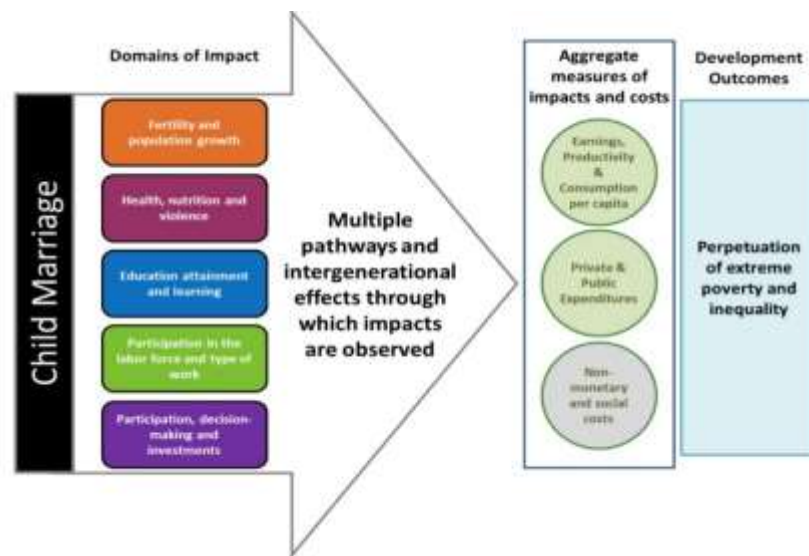 Domains of Impact
Child Marriage
Fertility and
population growth
Health, nutrition and
violence
Education attainment
and learning
Participation in the
labor force and type of
work
Participation, decision-
making and
investments
Multiple
pathways and
intergenerational
effects through
which impacts
are observed
Aggregate
measures of
impacts and costs
Earnings,
Productivity
&
Consumption
per capita
Private &
Public
Expenditures
Non-
monetary
and social
costs
Development
Outcomes
Perpetuation
of extreme
poverty and
inequality